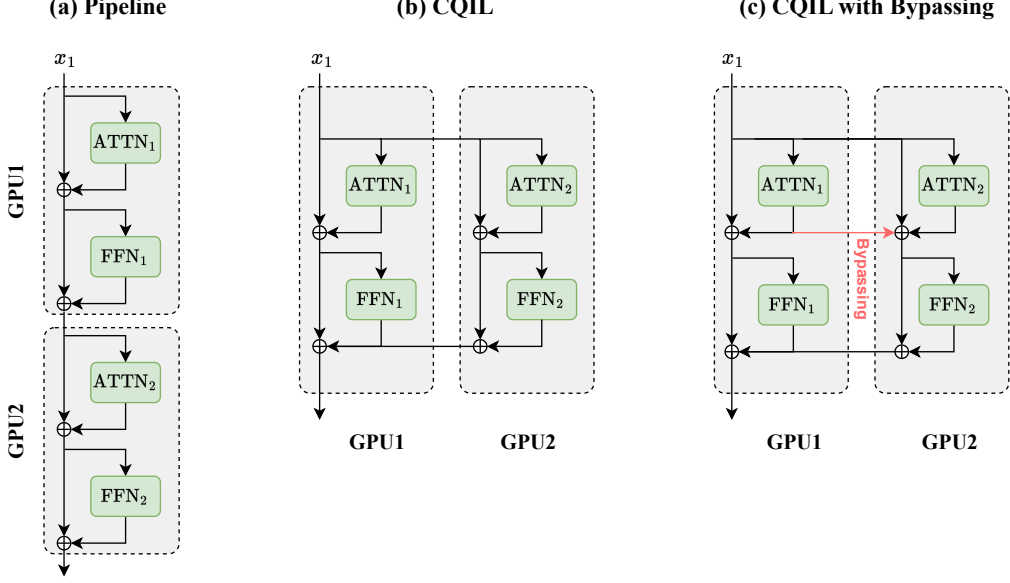 (a) Pipeline
(b) CQIL
(c) CQIL with Bypassing
x₁
x₁
x₁
GPU1
ATTN₁
FFN₁
GPU2
ATTN₂
FFN₂
ATTN₁
ATTN₂
FFN₁
FFN₂
GPU1
GPU2
ATTN₁
ATTN₂
Bypassing
FFN₁
FFN₂
GPU1
GPU2